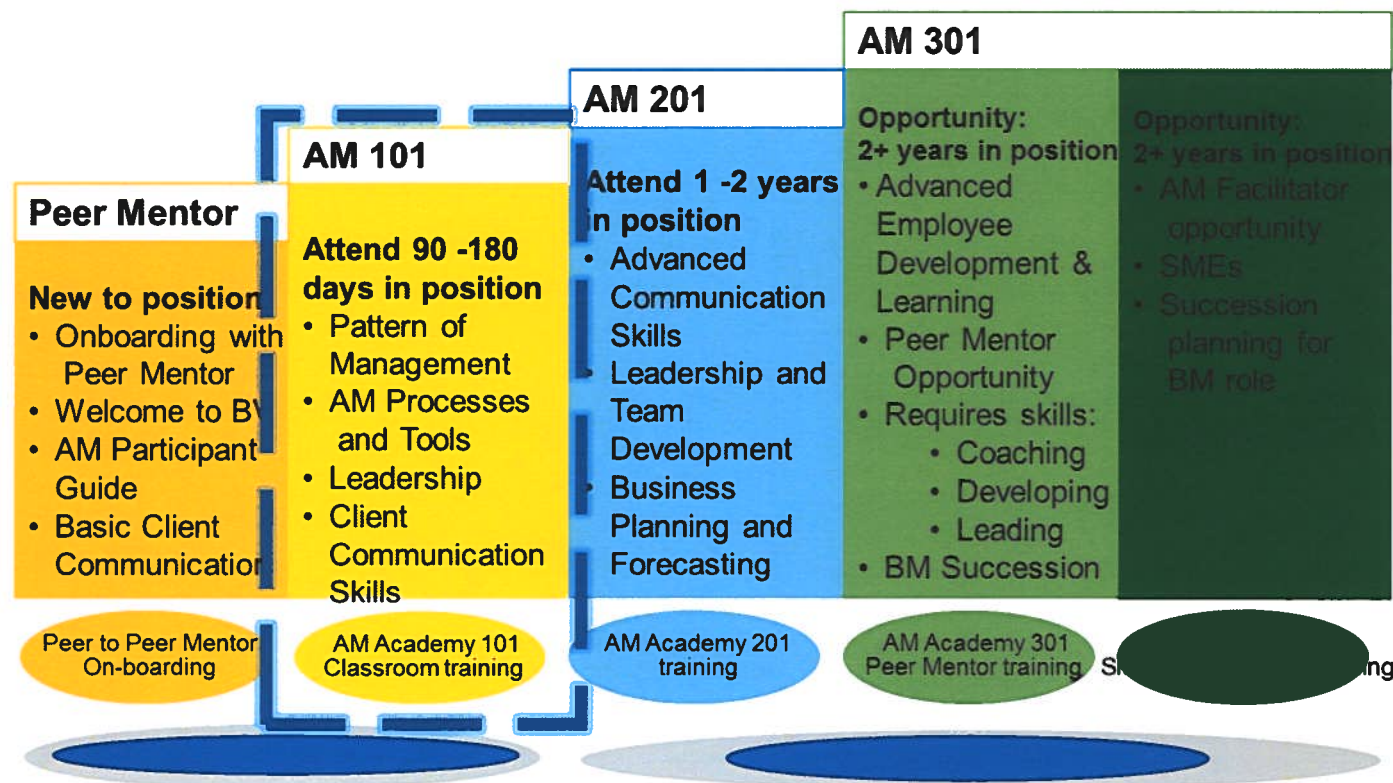 Peer Mentor
New to position
• Onboarding with
Peer Mentor
• Welcome to BV
• AM Participant
Guide
• Basic Client
Communication
Peer to Peer Mentor
On-boarding
AM 101
Attend 90 -180
days in position
• Pattern of
Management
• AM Processes
and Tools
• Leadership
• Client
Communication
Skills
AM Academy 101
Classroom training
AM 201
Attend 1 -2 years
in position
• Advanced
Communication
Skills
• Leadership and
Team
Development
• Business
Planning and
Forecasting
AM Academy 201
training
AM 301
Opportunity:
2+ years in position
• Advanced
Employee
Development &
Learning
• Peer Mentor
Opportunity
• Requires skills:
• Coaching
• Developing
• Leading
• BM Succession
AM Academy 301
Peer Mentor training
Opportunity:
2+ years in position
• AM Facilitator
opportunity
• SMEs
• Succession
planning for
BM role